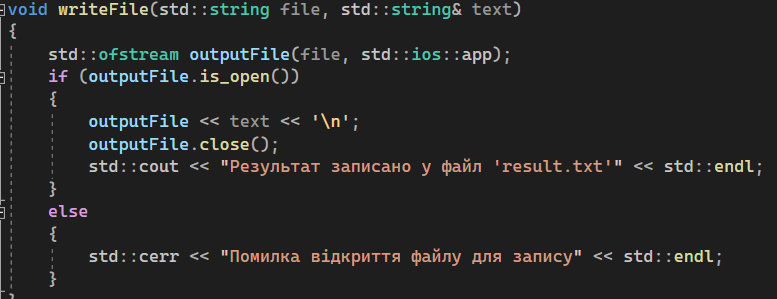 void writeFile(std::string file, std::string& text)
{
    std::ofstream outputFile(file, std::ios::app);
    if (outputFile.is_open())
    {
        outputFile << text << '\n';
        outputFile.close();
        std::cout << "Результат записано у файл 'result.txt'" << std::endl;
    }
    else
    {
        std::cerr << "Помилка відкриття файлу для запису" << std::endl;
    }
}